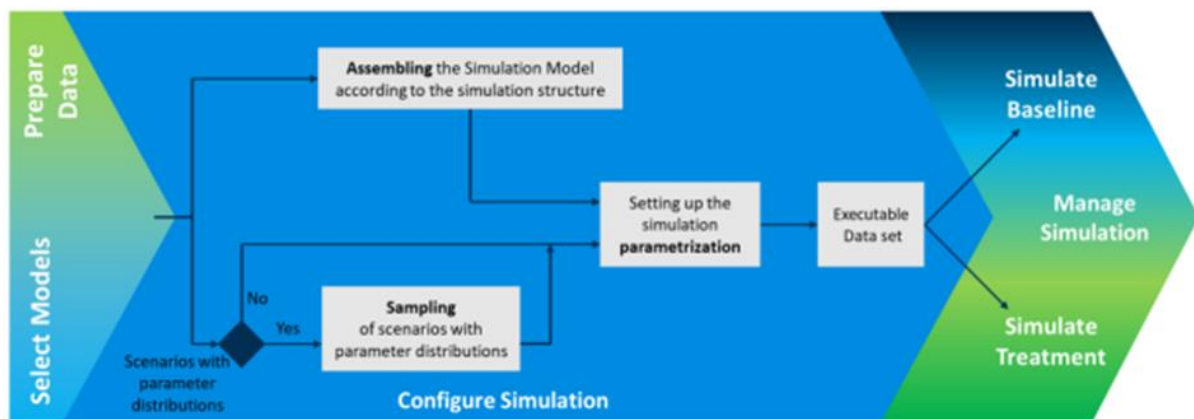 Prepare
Data
Select Models
Assembling the Simulation Model
according to the simulation structure
No
Yes
Scenarios with
parameter
distributions
Sampling
of scenarios with
parameter distributions
Setting up the
simulation
parametrization
Executable
Data set
Configure Simulation
Simulate
Baseline
Manage
Simulation
Simulate
Treatment